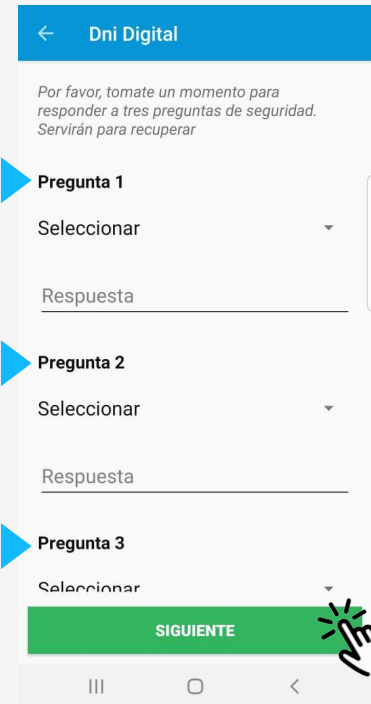 Dni Digital
Por favor, tomate un momento para
responder a tres preguntas de seguridad.
Servirán para recuperar
Pregunta 1
Seleccionar
Respuesta
Pregunta 2
Seleccionar
Respuesta
Pregunta 3
Seleccionar
SIGUIENTE